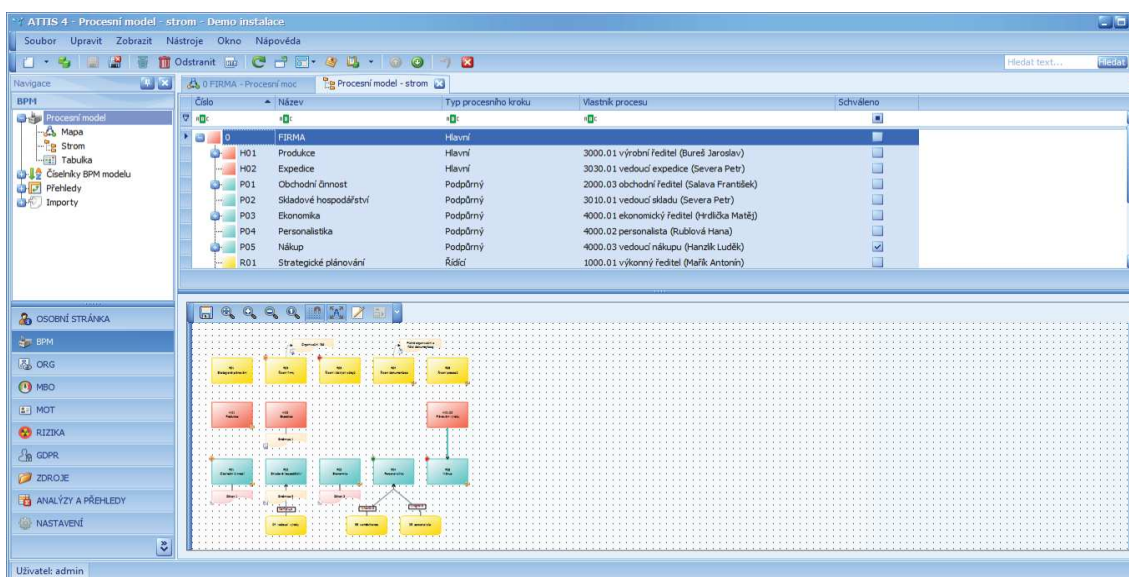 ATTIS 4 - Procesní model - strom - Demo instalace
Soubor Upravit Zobrazit Nástroje Okno Nápověda
Odstranit Hledat text... Hledat
Navigace
0 FIRMA - Procesní moc Procesní model - strom
BPM
Procesní model
Mapa
Strom
Tabulka
Číselníky BPM modelu
Přehledy
Importy
Číslo Název Typ procesního kroku Vlastník procesu Schváleno
0 FIRMA Hlavní
H01 Produkce Hlavní 3000.01 výrobní ředitel (Bureš Jaroslav)
H02 Expedice Hlavní 3030.01 vedoucí expedice (Severa Petr)
P01 Obchodní činnost Podpůrný 2000.03 obchodní ředitel (Salava František)
P02 Skladové hospodářství Podpůrný 3010.01 vedoucí skladu (Severa Petr)
P03 Ekonomika Podpůrný 4000.01 ekonomický ředitel (Hrdlička Matěj)
P04 Personalistika Podpůrný 4000.02 personalista (Rublová Hana)
P05 Nákup Podpůrný 4000.03 vedoucí nákupu (Hanzlík Luděk)
R01 Strategické plánování Řídící 1000.01 výkonný ředitel (Mařík Antonín)
OSOBNÍ STRÁNKA
BPM
ORG
MBO
MOT
RIZIKA
GDPR
ZDROJE
ANALÝZY A PŘEHLEDY
NASTAVENÍ
Uživatel: admin